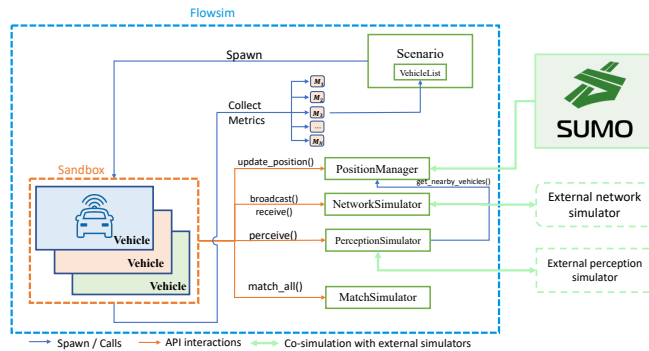 Flowsim
Spawn
Scenario
VehicleList
Collect
Metrics
M1
M2
M3
...
MN
SUMO
Sandbox
Vehicle
Vehicle
Vehicle
update_position()
PositionManager
get_nearby_vehicles()
broadcast()
receive()
NetworkSimulator
External network
simulator
perceive()
PerceptionSimulator
External perception
simulator
match_all()
MatchSimulator
Spawn / Calls
API interactions
Co-simulation with external simulators